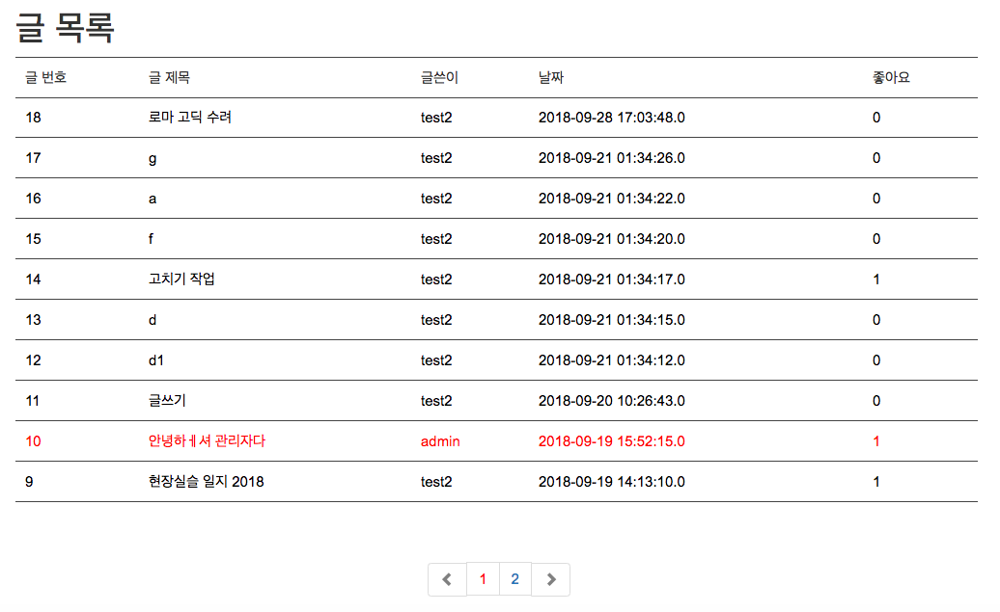 글 목록
글 번호 글 제목 글쓴이 날짜 좋아요
18 로마 고딕 수려 test2 2018-09-28 17:03:48.0 0
17 g test2 2018-09-21 01:34:26.0 0
16 a test2 2018-09-21 01:34:22.0 0
15 f test2 2018-09-21 01:34:20.0 0
14 고치기 작업 test2 2018-09-21 01:34:17.0 1
13 d test2 2018-09-21 01:34:15.0 0
12 d1 test2 2018-09-21 01:34:12.0 0
11 글쓰기 test2 2018-09-20 10:26:43.0 0
10 안녕하ㅔ셔 관리자다 admin 2018-09-19 15:52:15.0 1
9 현장실슬 일지 2018 test2 2018-09-19 14:13:10.0 1
1 2